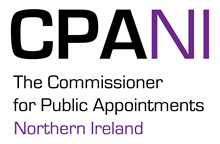 CPANI
The Commissioner
for Public Appointments
Northern Ireland